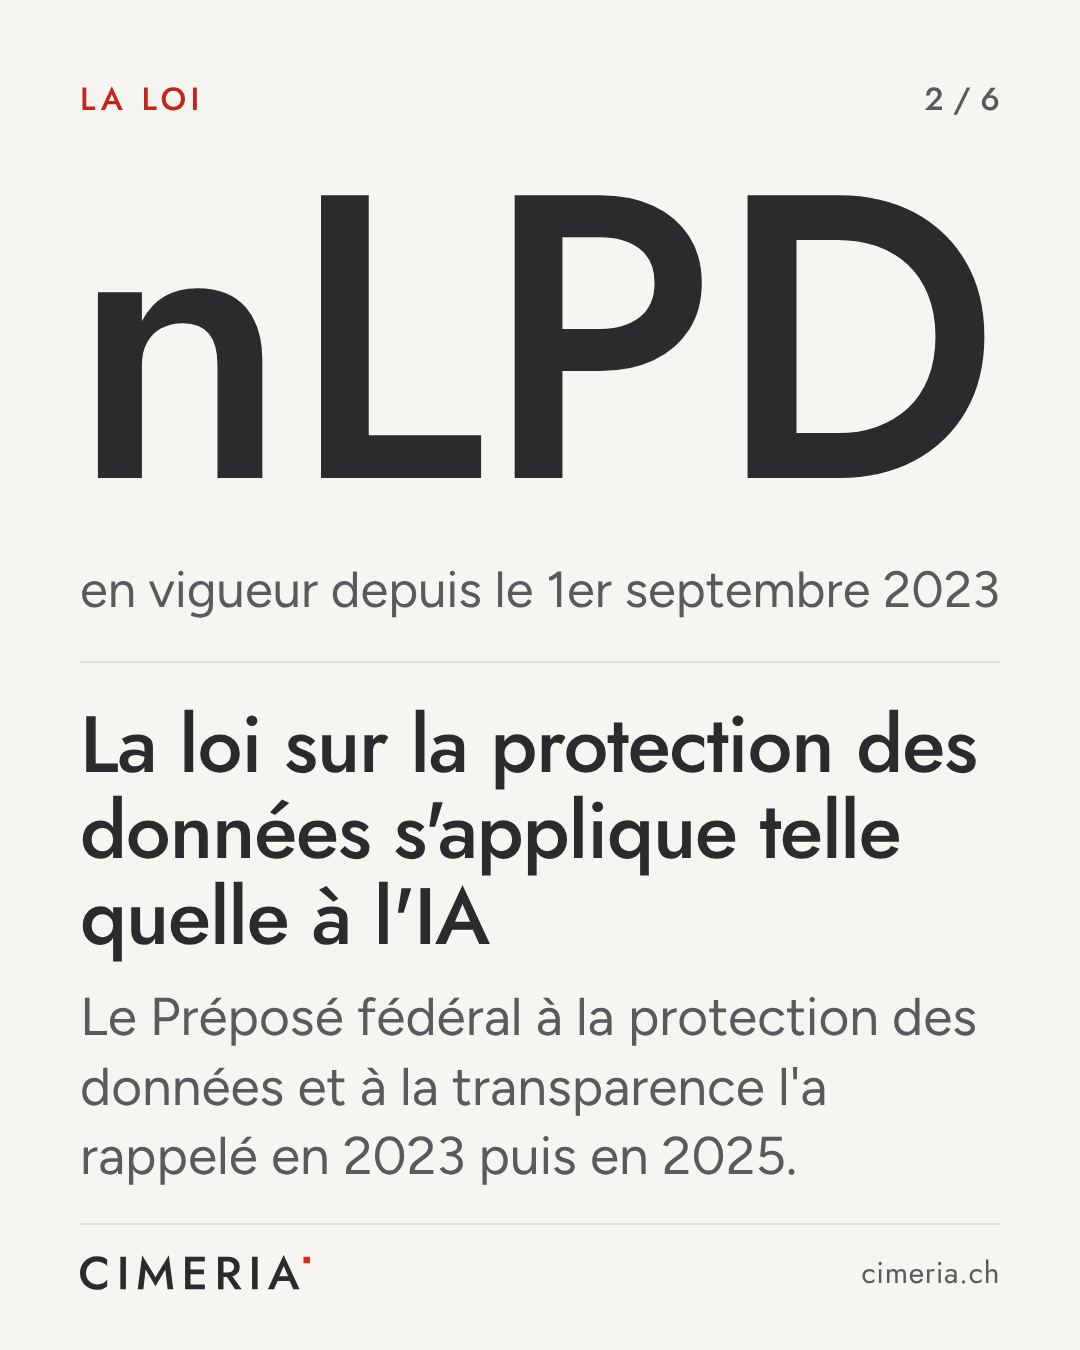 LA LOI
2 / 6
nLPD
en vigueur depuis le 1er septembre 2023
La loi sur la protection des
données s'applique telle
quelle à l'IA
Le Préposé fédéral à la protection des
données et à la transparence l'a
rappelé en 2023 puis en 2025.
CIMERIA
cimeria.ch